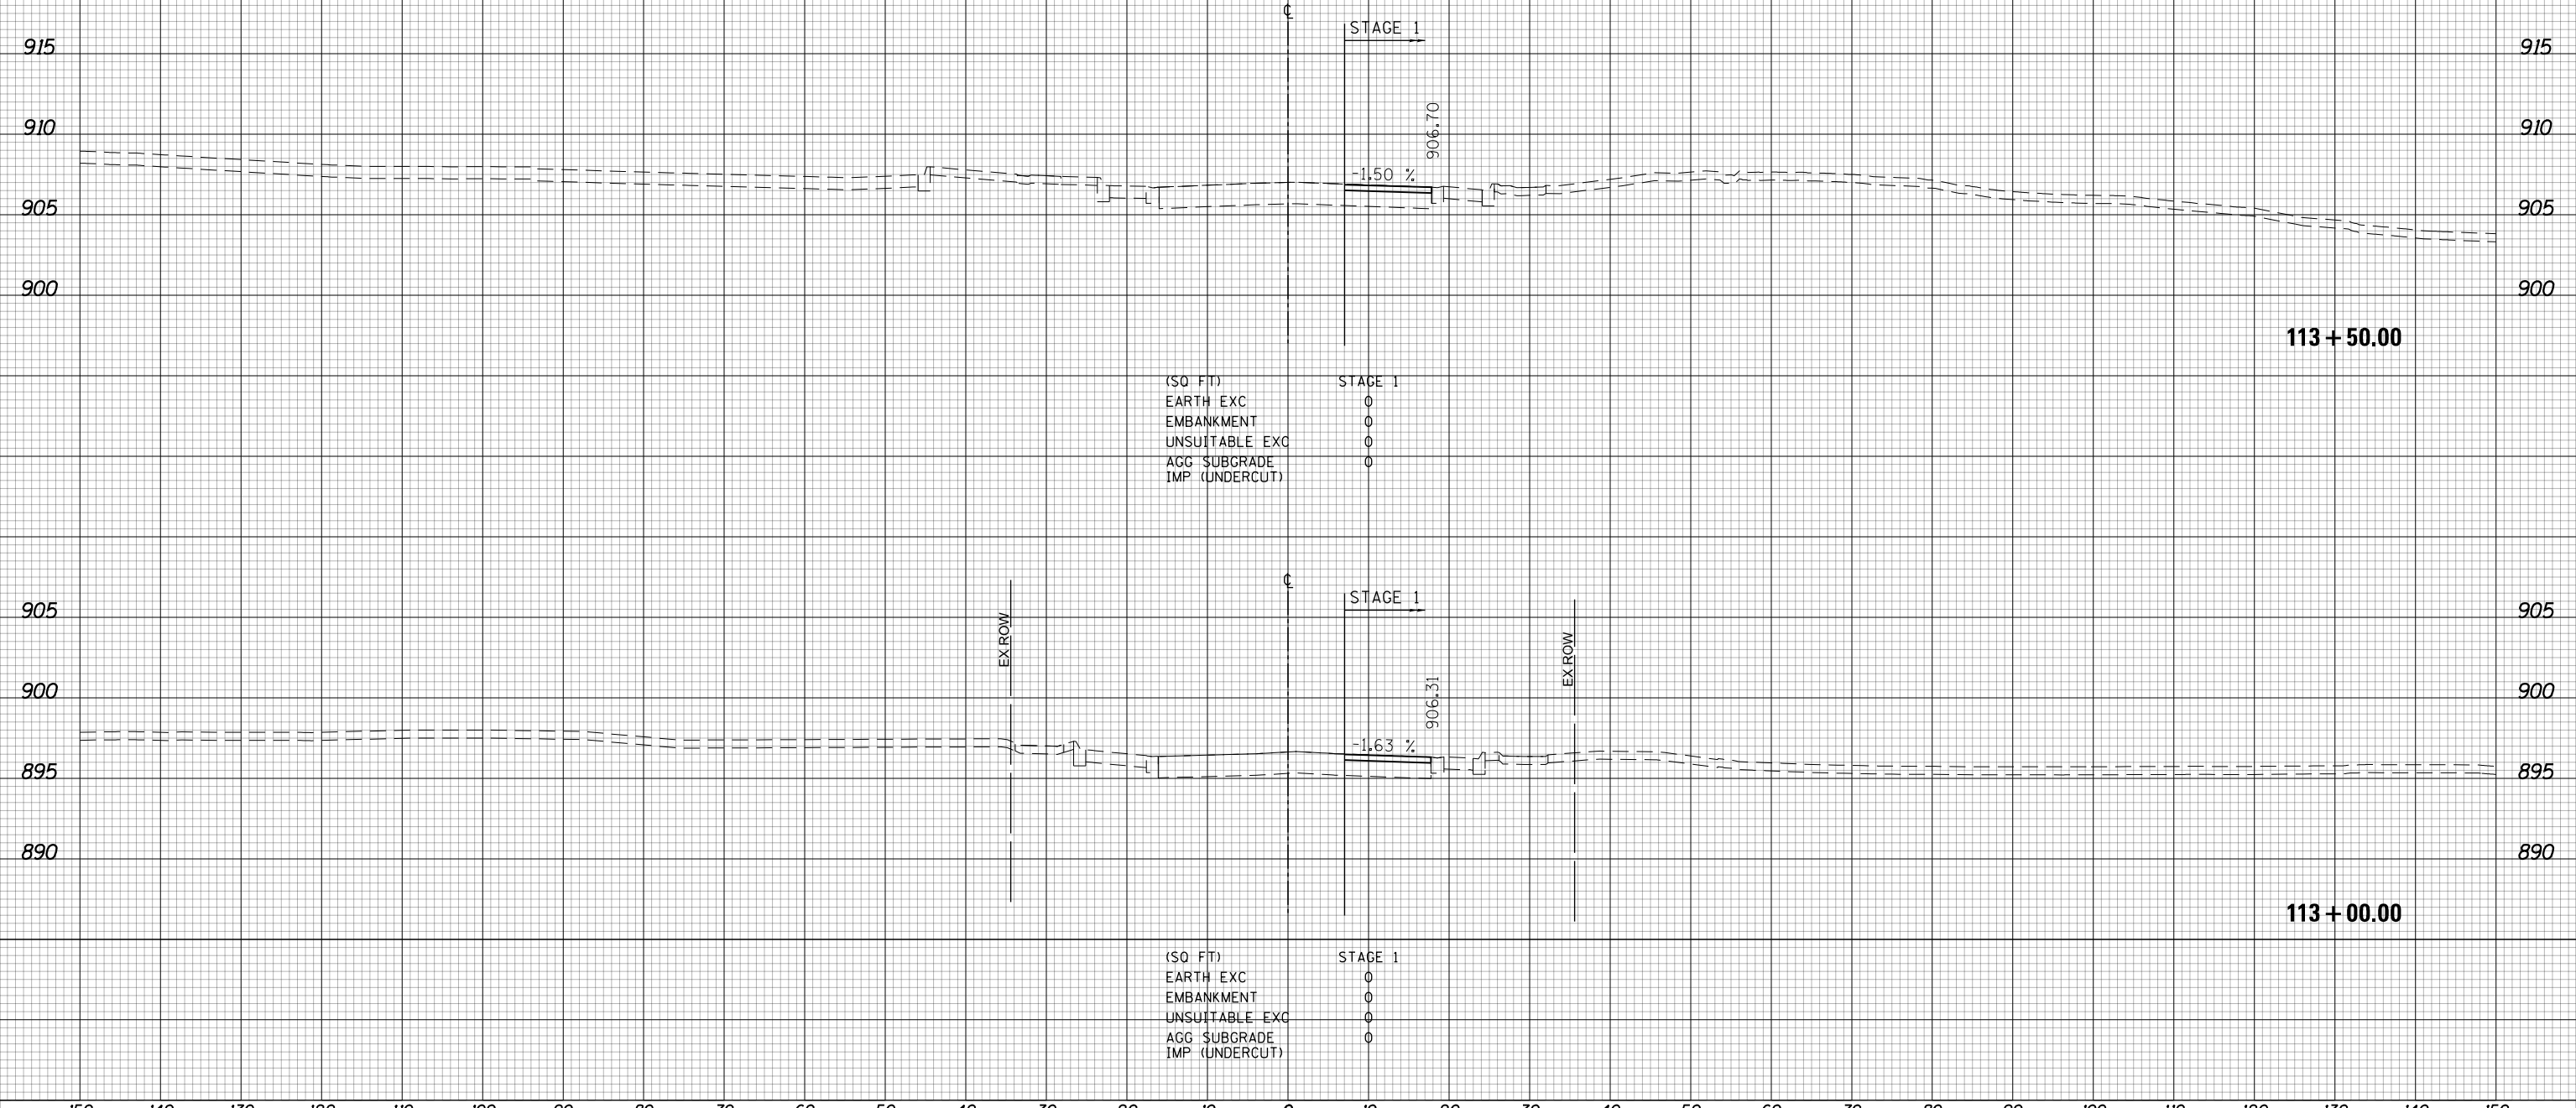 ℄
STAGE 1
915 915
906.70
910 910
-1.50 %
905 905
900 900
113+50.00
(SQ FT) STAGE 1
EARTH EXC 0
EMBANKMENT 0
UNSUITABLE EXC 0
AGG SUBGRADE 0
IMP (UNDERCUT)
℄
STAGE 1
905 905
EX ROW EX ROW
900 900
906.31
-1.63 %
895 895
890 890
113+00.00
(SQ FT) STAGE 1
EARTH EXC 0
EMBANKMENT 0
UNSUITABLE EXC 0
AGG SUBGRADE 0
IMP (UNDERCUT)